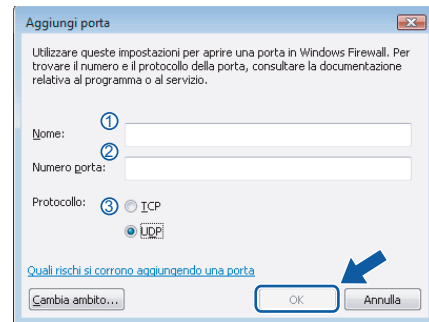 Aggiungi porta
Utilizzare queste impostazioni per aprire una porta in Windows Firewall. Per
trovare il numero e il protocollo della porta, consultare la documentazione
relativa al programma o al servizio.
①
Nome:
②
Numero porta:
Protocollo: ③ TCP
UDP
Quali rischi si corrono aggiungendo una porta
Cambia ambito... OK Annulla